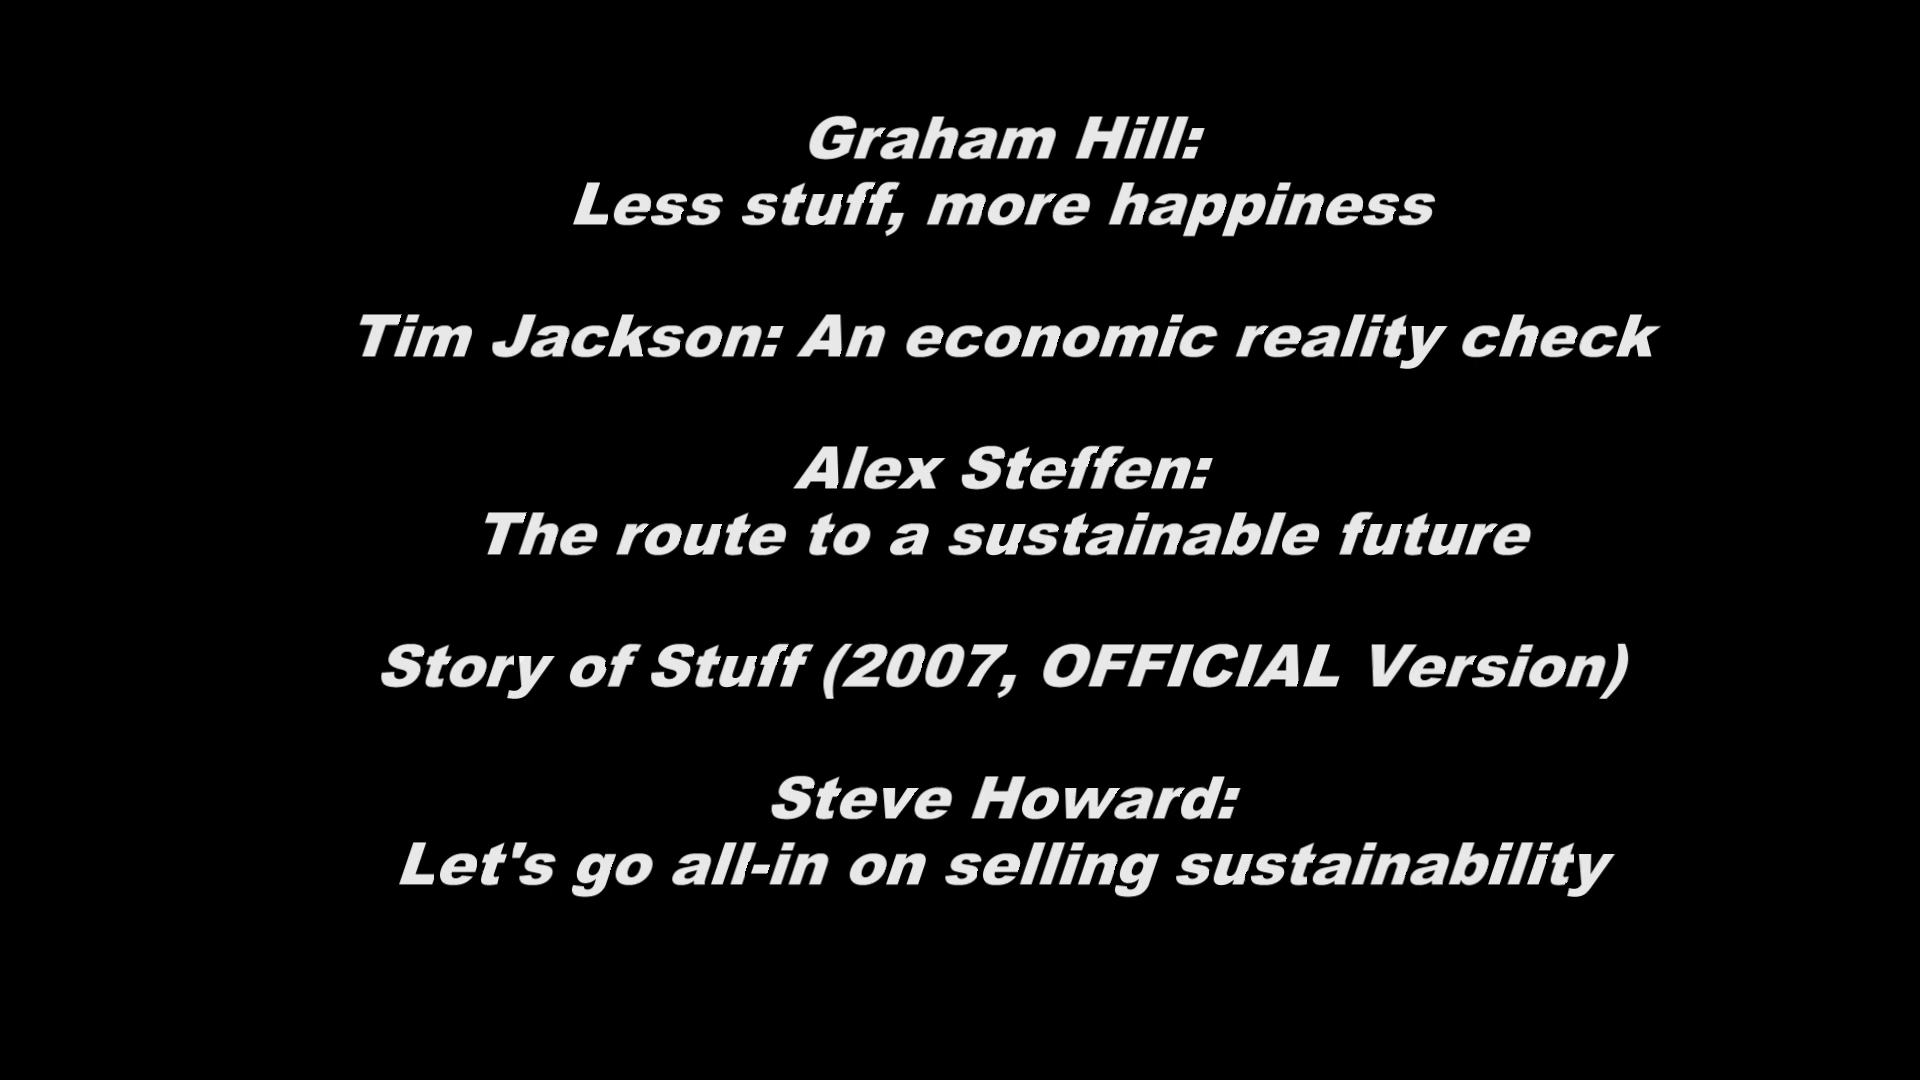 Graham Hill:
Less stuff, more happiness
Tim Jackson: An economic reality check
Alex Steffen:
The route to a sustainable future
Story of Stuff (2007, OFFICIAL Version)
Steve Howard:
Let's go all-in on selling sustainability